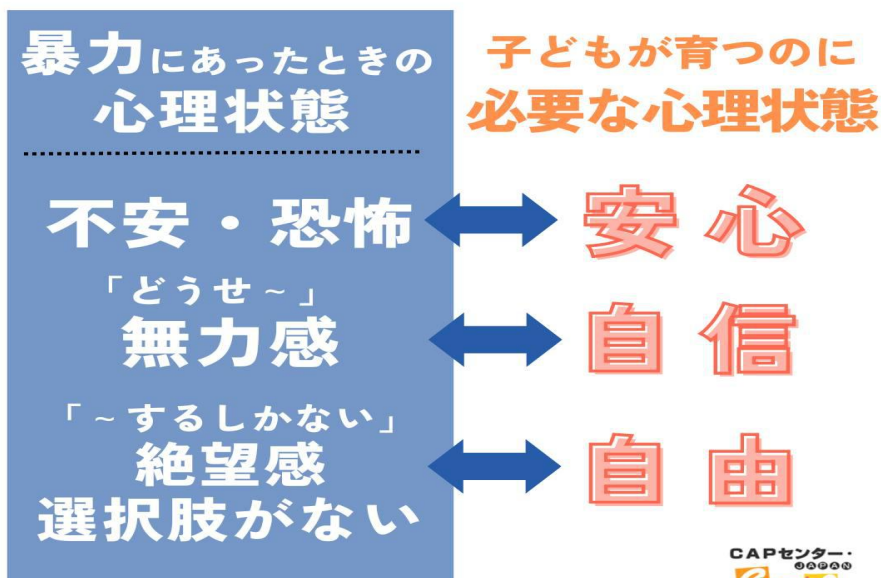 暴力にあったときの
心理状態
不安・恐怖
「どうせ~」
無力感
「~するしかない」
絶望感
選択肢がない
子どもが育つのに
必要な心理状態
安心
自信
自由
CAPセンター・
JAPAN